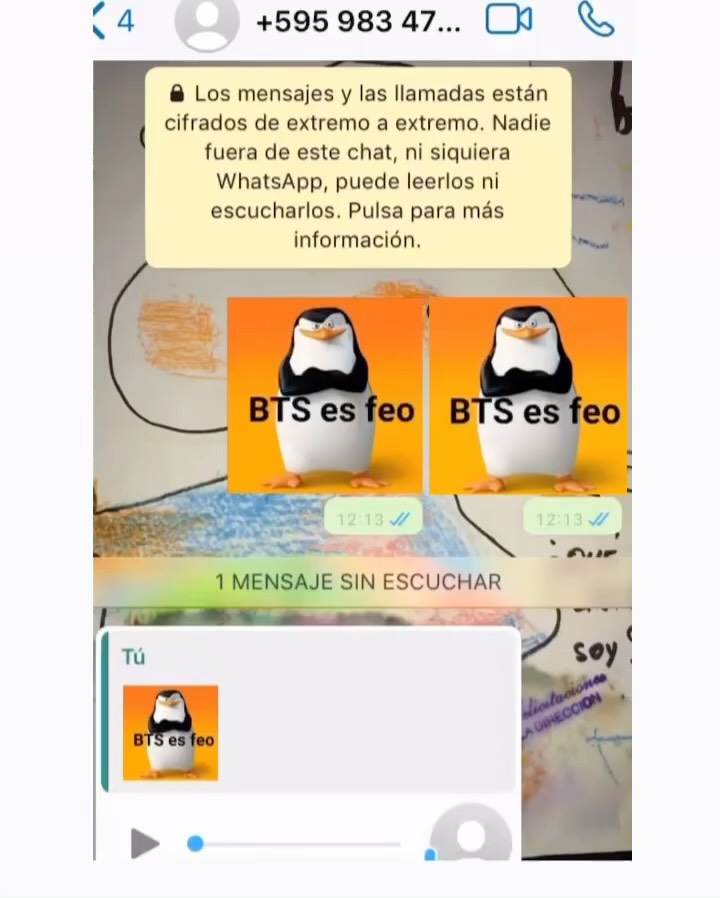 4
+595 983 47...
Los mensajes y las llamadas están
cifrados de extremo a extremo. Nadie
fuera de este chat, ni siquiera
WhatsApp, puede leerlos ni
escucharlos. Pulsa para más
información.
BTS es feo
BTS es feo
12:13
12:13
1 MENSAJE SIN ESCUCHAR
Tú
soy
BTS es feo
LA DIRECCION